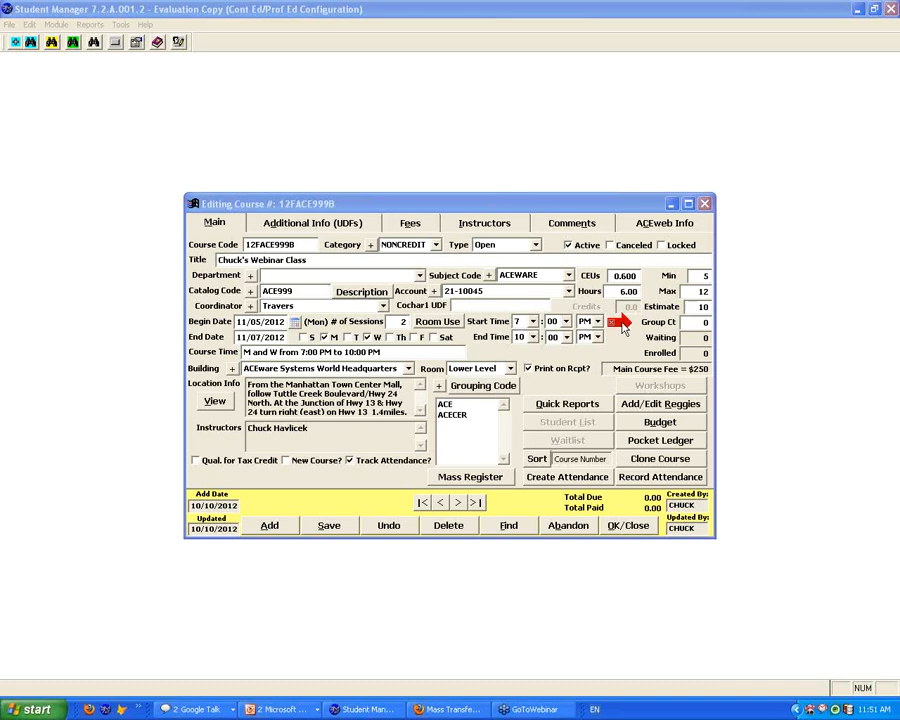 Student Manager 7.2.A.001.2 - Evaluation Copy (Cont Ed/Prof Ed Configuration)
File Edit Module Reports Tools Help
Editing Course #: 12FACE999B
Main Additional Info (UDFs) Fees Instructors Comments ACEweb Info
Course Code 12FACE999B Category + NONCREDIT Type Open Active Canceled Locked
Title Chuck's Webinar Class
Department + Subject Code + ACEWARE CEUs 0.600 Min 5
Catalog Code + ACE999 Description Account + 21-10045 Hours 6.00 Max 12
Coordinator + Travers Cochar1 UDF Credits 0.0 Estimate 10
Begin Date 11/05/2012 (Mon) # of Sessions 2 Room Use Start Time 7 : 00 PM Group Ct 0
End Date 11/07/2012 S M T W Th F Sat End Time 10 : 00 PM Waiting 0
Course Time M and W from 7:00 PM to 10:00 PM Enrolled 0
Building + ACEware Systems World Headquarters Room Lower Level Print on Rcpt? Main Course Fee = $250
Location Info From the Manhattan Town Center Mall, + Grouping Code Workshops
follow Tuttle Creek Boulevard/Hwy 24
View North. At the Junction of Hwy 13 & Hwy ACE Quick Reports Add/Edit Reggies
24 turn right (east) on Hwy 13 1.4miles. ACECER Student List Budget
Instructors Chuck Havlicek Waitlist Pocket Ledger
Sort Course Number Clone Course
Qual. for Tax Credit New Course? Track Attendance? Mass Register Create Attendance Record Attendance
Add Date 10/10/2012 |< < > >| Total Due 0.00 Created By: CHUCK
Total Paid 0.00
Updated 10/10/2012 Add Save Undo Delete Find Abandon OK/Close Updated By: CHUCK
NUM
start 2 Google Talk 2 Microsoft ... Student Man... Mass Transfe... GoToWebinar EN 11:51 AM